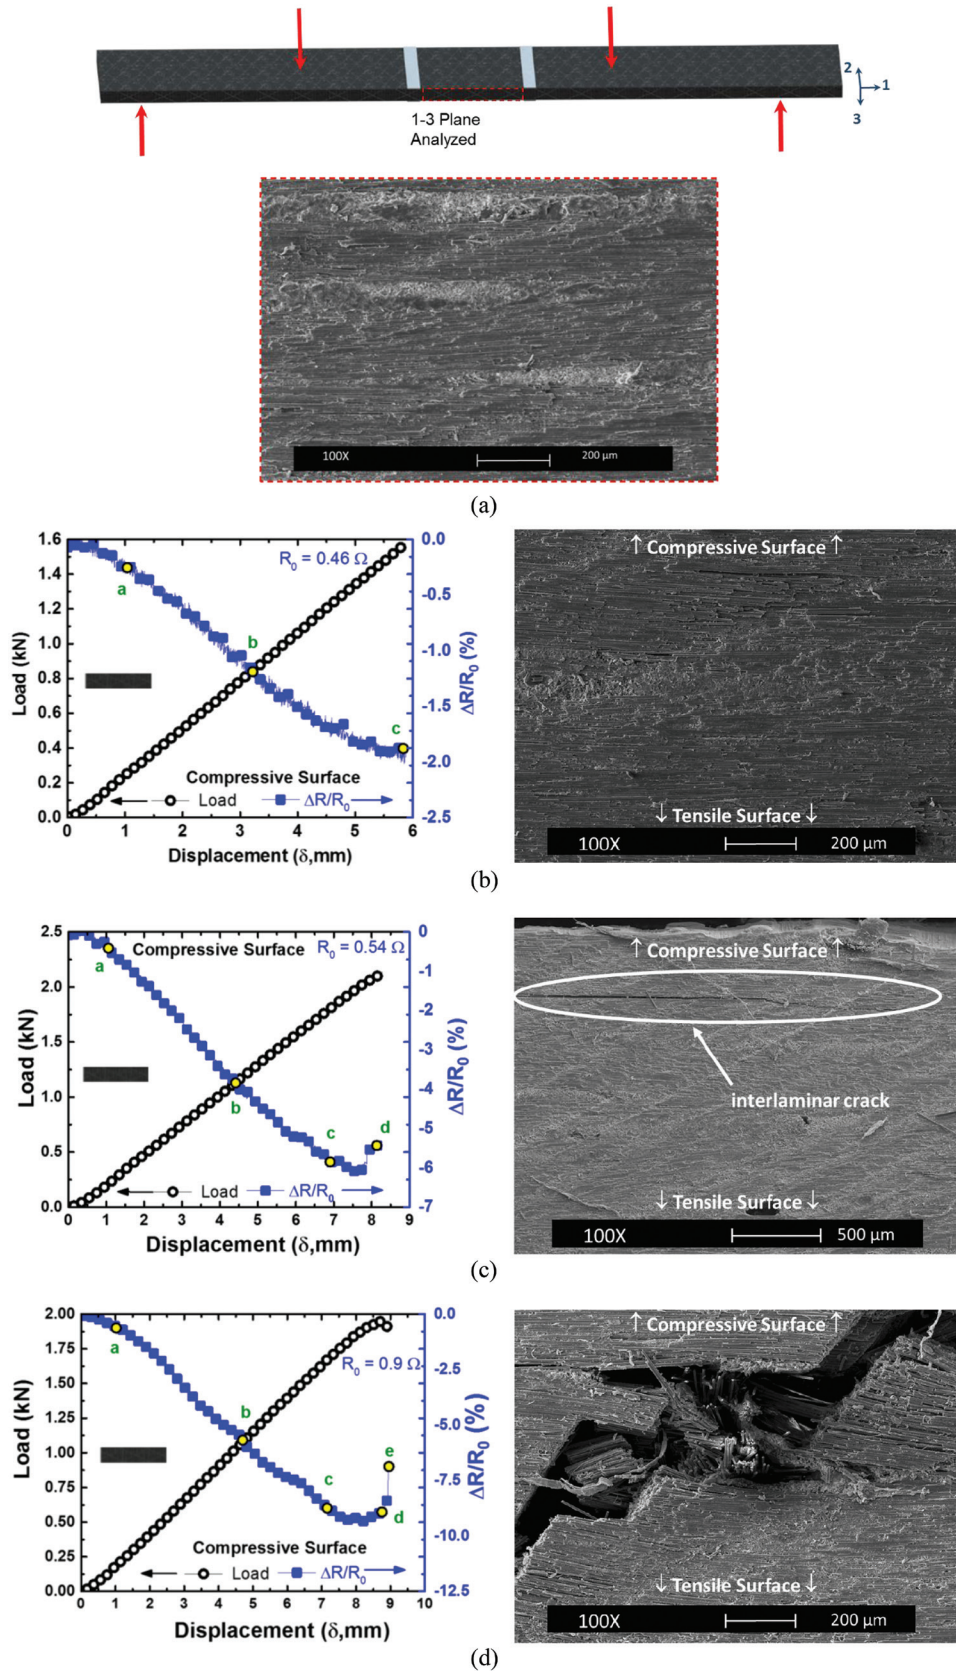 2
1
3
1-3 Plane
Analyzed
100X 200 µm
(a)
1.6
1.4
1.2
1.0
0.8
0.6
0.4
0.2
0.0
Load (kN)
0.0
-0.5
-1.0
-1.5
-2.0
-2.5
ΔR/R0 (%)
R0 = 0.46 Ω
a
b
c
Compressive Surface
Load ΔR/R0
0 1 2 3 4 5 6
Displacement (δ,mm)
↑ Compressive Surface ↑
↓ Tensile Surface ↓
100X 200 µm
(b)
2.5
2.0
1.5
1.0
0.5
0.0
Load (kN)
0
-1
-2
-3
-4
-5
-6
-7
ΔR/R0 (%)
Compressive Surface R0 = 0.54 Ω
a
b
c
d
Load ΔR/R0
0 1 2 3 4 5 6 7 8 9
Displacement (δ,mm)
↑ Compressive Surface ↑
interlaminar crack
↓ Tensile Surface ↓
100X 500 µm
(c)
2.00
1.75
1.50
1.25
1.00
0.75
0.50
0.25
0.00
Load (kN)
0.0
-2.5
-5.0
-7.5
-10.0
-12.5
ΔR/R0 (%)
R0 = 0.9 Ω
a
b
c
d
e
Compressive Surface
Load ΔR/R0
0 1 2 3 4 5 6 7 8 9 10
Displacement (δ,mm)
↑ Compressive Surface ↑
↓ Tensile Surface ↓
100X 200 µm
(d)